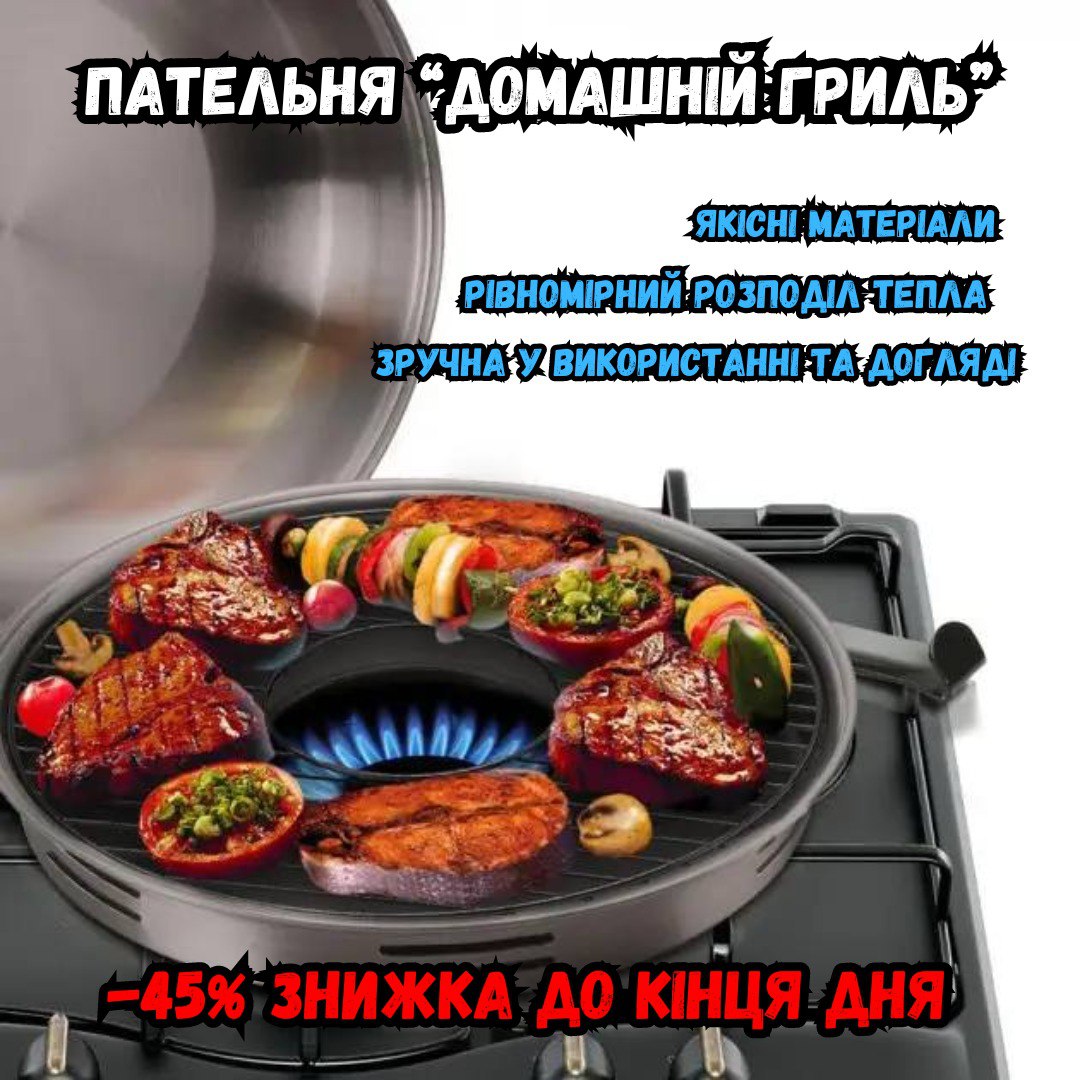 ПАТЕЛЬНЯ “ДОМАШНІЙ ГРИЛЬ”
ЯКІСНІ МАТЕРІАЛИ
РІВНОМІРНИЙ РОЗПОДІЛ ТЕПЛА
ЗРУЧНА У ВИКОРИСТАННІ ТА ДОГЛЯДІ
-45% ЗНИЖКА ДО КІНЦЯ ДНЯ